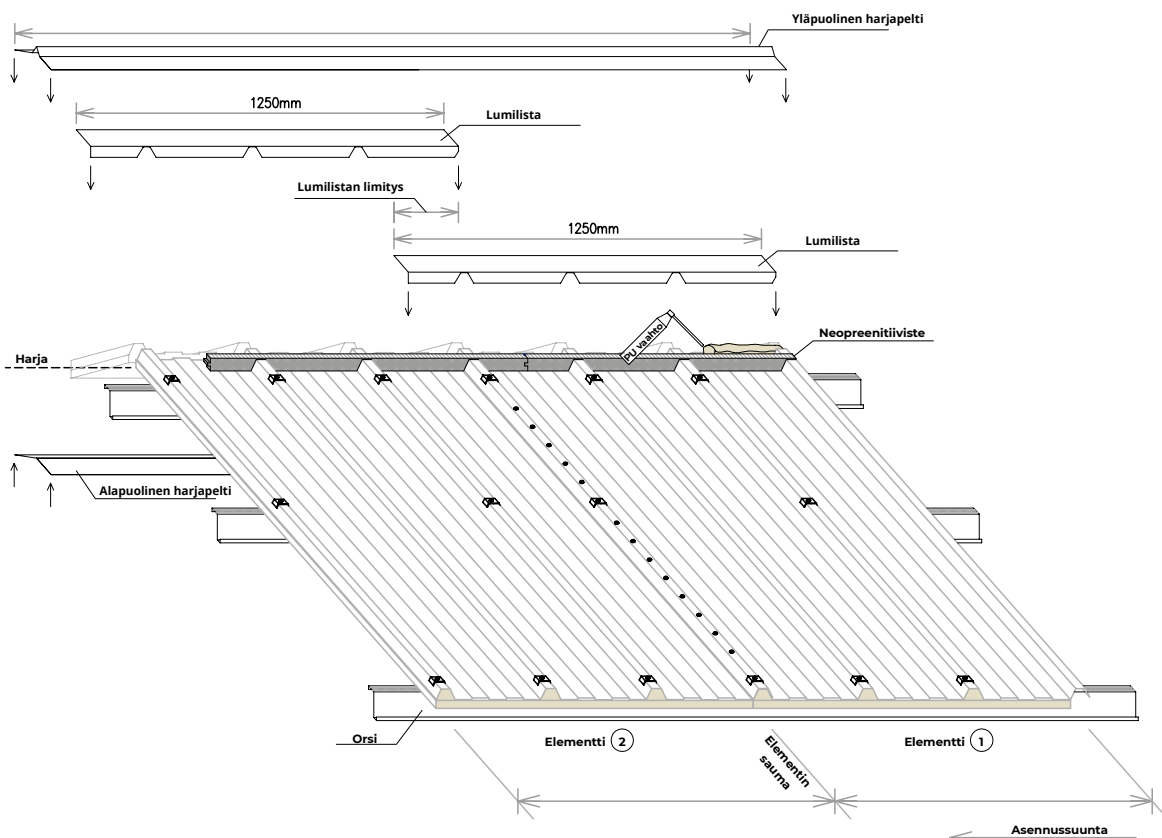 Yläpuolinen harjapelti
1250mm
Lumilista
Lumilistan limitys
1250mm
Lumilista
PU vaahto
Neopreenitiiviste
Harja
Alapuolinen harjapelti
Orsi
Elementti 2
Elementin
sauma
Elementti 1
Asennussuunta